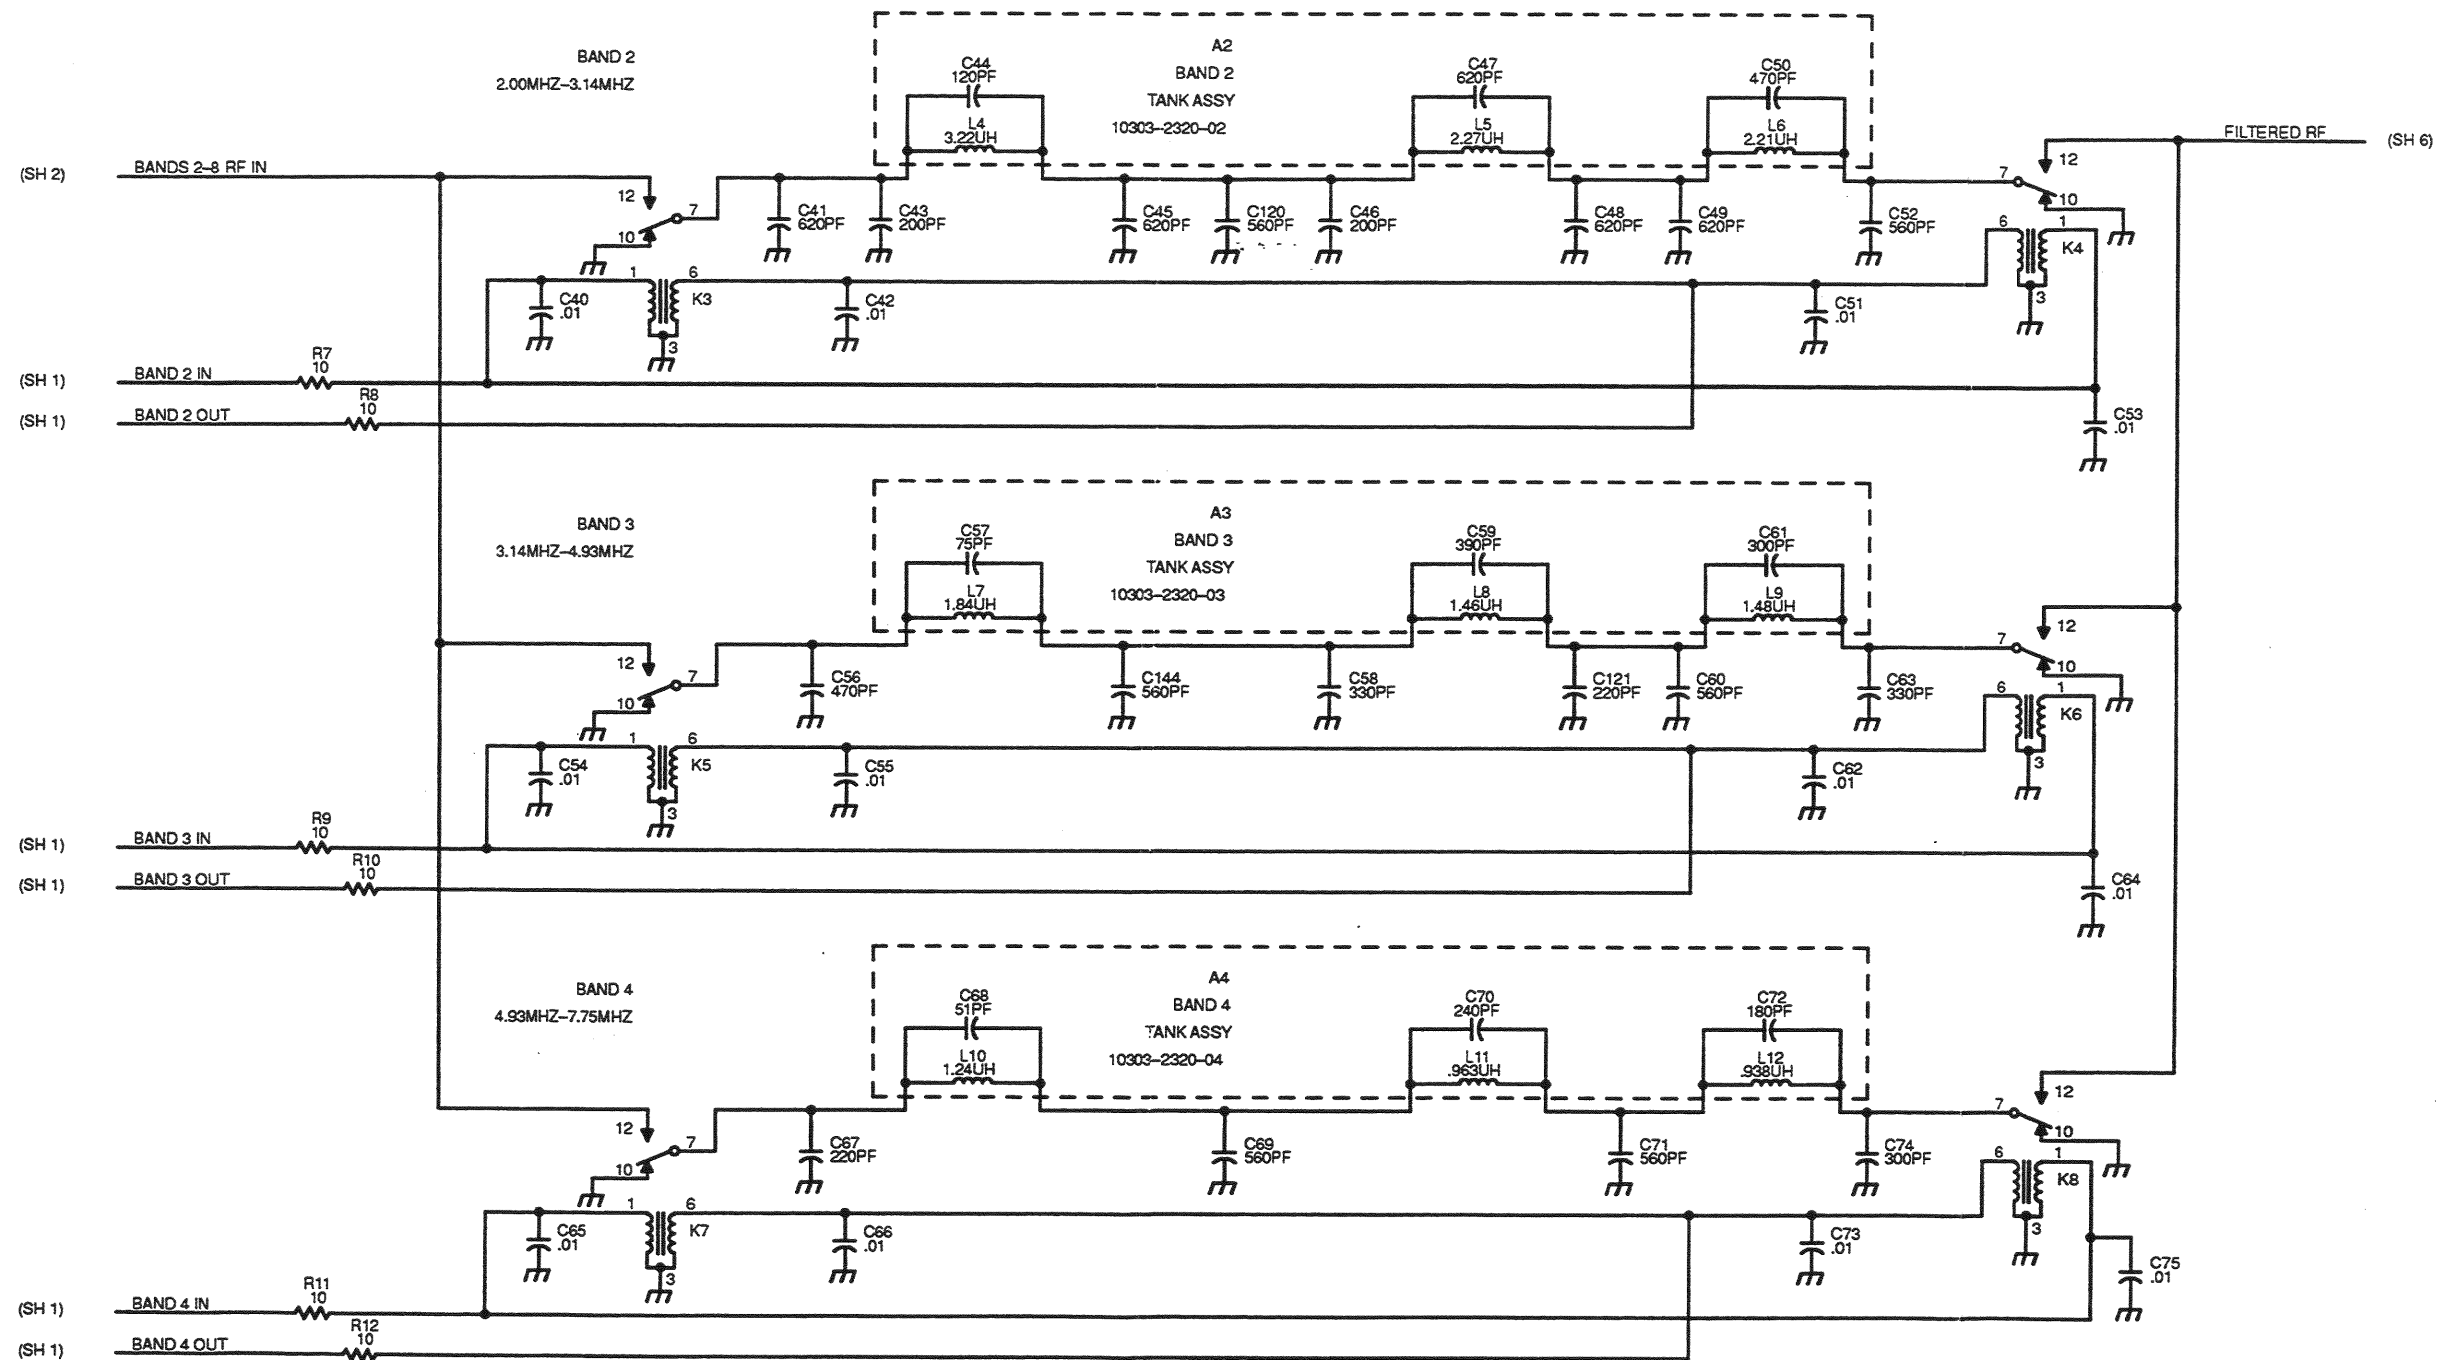 BAND 2
2.00MHZ-3.14MHZ
A2
BAND 2
TANK ASSY
10303-2320-02
C44
120PF
L4
3.22UH
C47
620PF
L5
2.27UH
C50
470PF
L6
2.21UH
FILTERED RF
(SH 6)
(SH 2)
BANDS 2-8 RF IN
12
7
10
C41
620PF
C43
200PF
C45
620PF
C120
560PF
C46
200PF
C48
620PF
C49
620PF
C52
560PF
7
12
10
6
1
K4
3
C40
.01
1
6
K3
3
C42
.01
C51
.01
(SH 1)
BAND 2 IN
R7
10
(SH 1)
BAND 2 OUT
R8
10
C53
.01
BAND 3
3.14MHZ-4.93MHZ
A3
BAND 3
TANK ASSY
10303-2320-03
C57
75PF
L7
1.84UH
C59
390PF
L8
1.46UH
C61
300PF
L9
1.48UH
12
7
10
C56
470PF
C144
560PF
C58
330PF
C121
220PF
C60
560PF
C63
330PF
7
12
10
6
1
K6
3
C54
.01
1
6
K5
3
C55
.01
C62
.01
(SH 1)
BAND 3 IN
R9
10
(SH 1)
BAND 3 OUT
R10
10
C64
.01
BAND 4
4.93MHZ-7.75MHZ
A4
BAND 4
TANK ASSY
10303-2320-04
C68
51PF
L10
1.24UH
C70
240PF
L11
.963UH
C72
180PF
L12
.938UH
12
7
10
C67
220PF
C69
560PF
C71
560PF
C74
300PF
7
12
10
6
1
K8
3
C65
.01
1
6
K7
3
C66
.01
C73
.01
C75
.01
(SH 1)
BAND 4 IN
R11
10
(SH 1)
BAND 4 OUT
R12
10